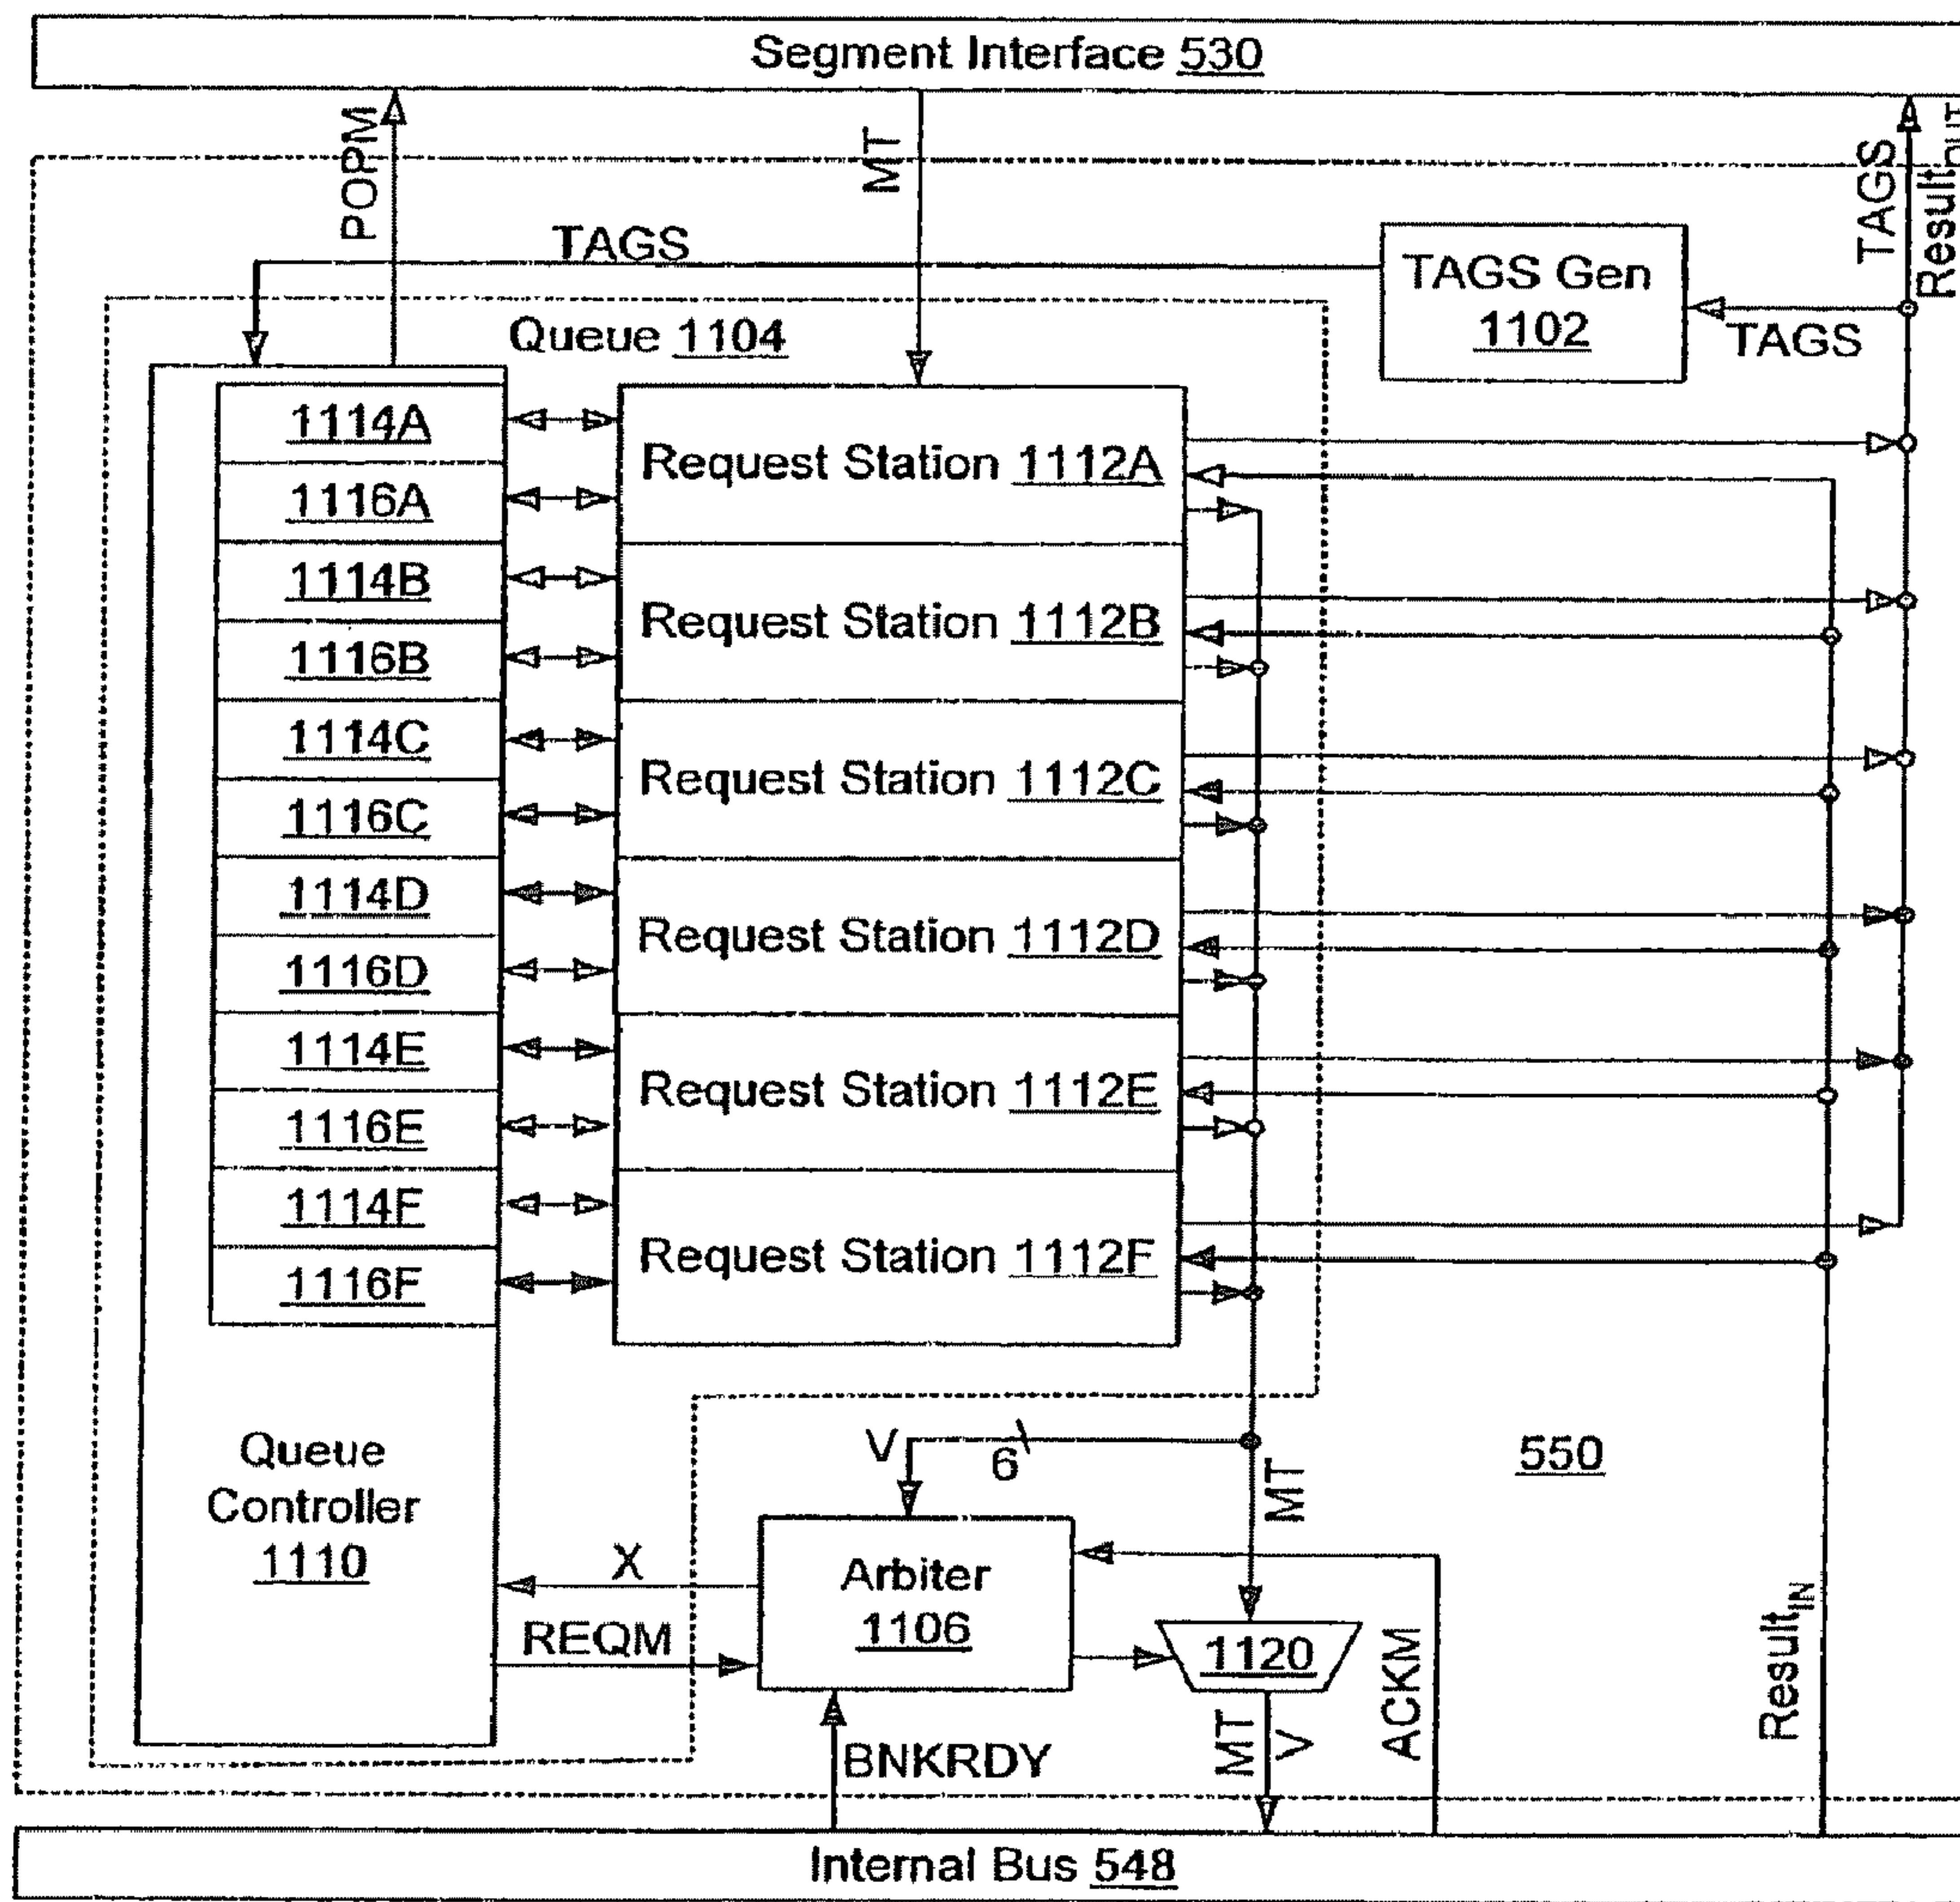 Segment Interface 530
POPM
MT
TAGS
Result OUT
TAGS
TAGS Gen
1102
TAGS
Queue 1104
1114A
1116A
1114B
1116B
1114C
1116C
1114D
1116D
1114E
1116E
1114F
1116F
Request Station 1112A
Request Station 1112B
Request Station 1112C
Request Station 1112D
Request Station 1112E
Request Station 1112F
Queue
Controller
1110
V
6
MT
550
X
REQM
Arbiter
1106
1120
ACKM
Result IN
BNKRDY
MT
V
Internal Bus 548